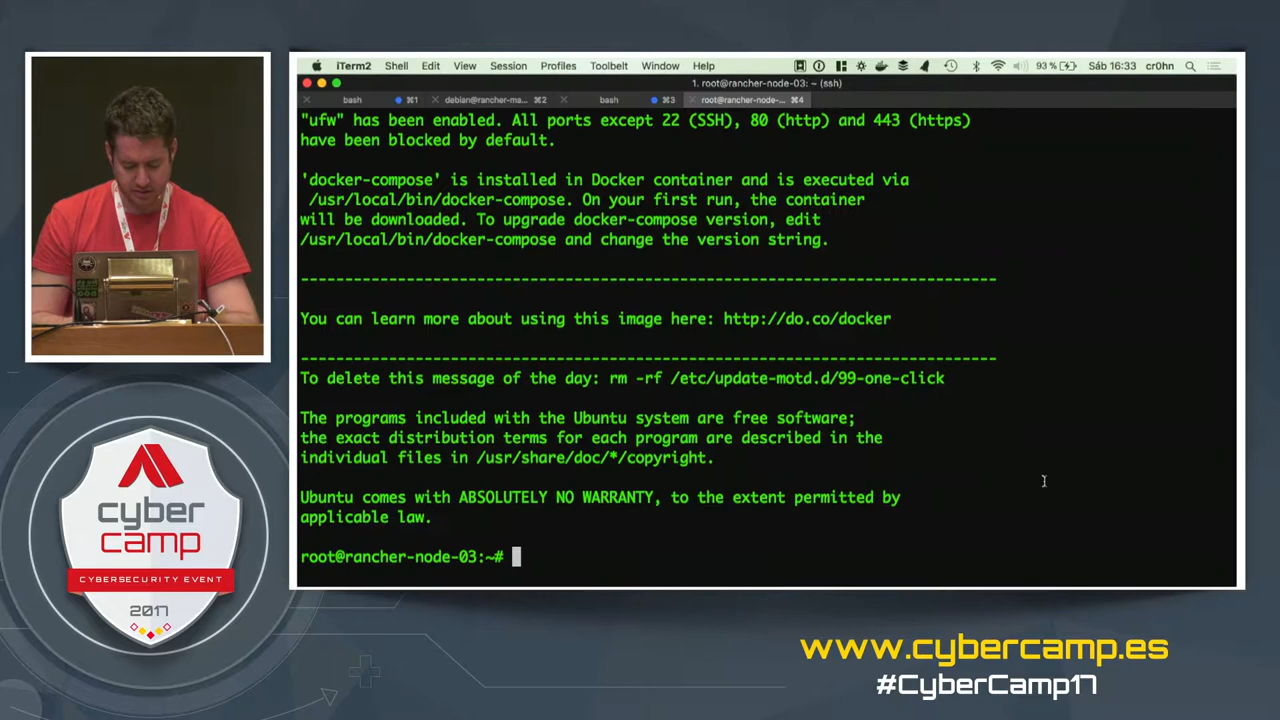 iTerm2 Shell Edit View Session Profiles Toolbelt Window Help 93% Sáb 16:33 cr0hn
1. root@rancher-node-03: ~ (ssh)
bash ⌘1 debian@rancher-ma... ⌘2 bash ⌘3 root@rancher-node-... ⌘4
"ufw" has been enabled. All ports except 22 (SSH), 80 (http) and 443 (https)
have been blocked by default.
'docker-compose' is installed in Docker container and is executed via
/usr/local/bin/docker-compose. On your first run, the container
will be downloaded. To upgrade docker-compose version, edit
/usr/local/bin/docker-compose and change the version string.
-------------------------------------------------------------------------------
You can learn more about using this image here: http://do.co/docker
-------------------------------------------------------------------------------
To delete this message of the day: rm -rf /etc/update-motd.d/99-one-click
The programs included with the Ubuntu system are free software;
the exact distribution terms for each program are described in the
individual files in /usr/share/doc/*/copyright.
Ubuntu comes with ABSOLUTELY NO WARRANTY, to the extent permitted by
applicable law.
root@rancher-node-03:~#
cyber
camp
CYBERSECURITY EVENT
2017
www.cybercamp.es
#CyberCamp17